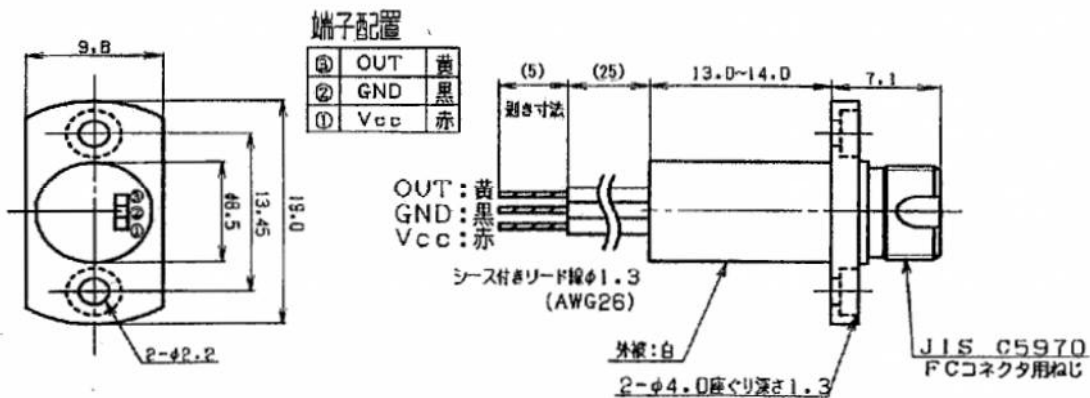 端子配置
③ OUT 黄
② GND 黒
① Vcc 赤
9.8
φ8.5
13.45
19.0
③
②
①
2-φ2.2
(5)
(25)
13.0~14.0
7.1
剥き寸法
OUT:黄
GND:黒
Vcc:赤
シース付きリード線φ1.3
(AWG26)
外被:白
2-φ4.0座ぐり深さ1.3
JIS C5970
FCコネクタ用ねじ